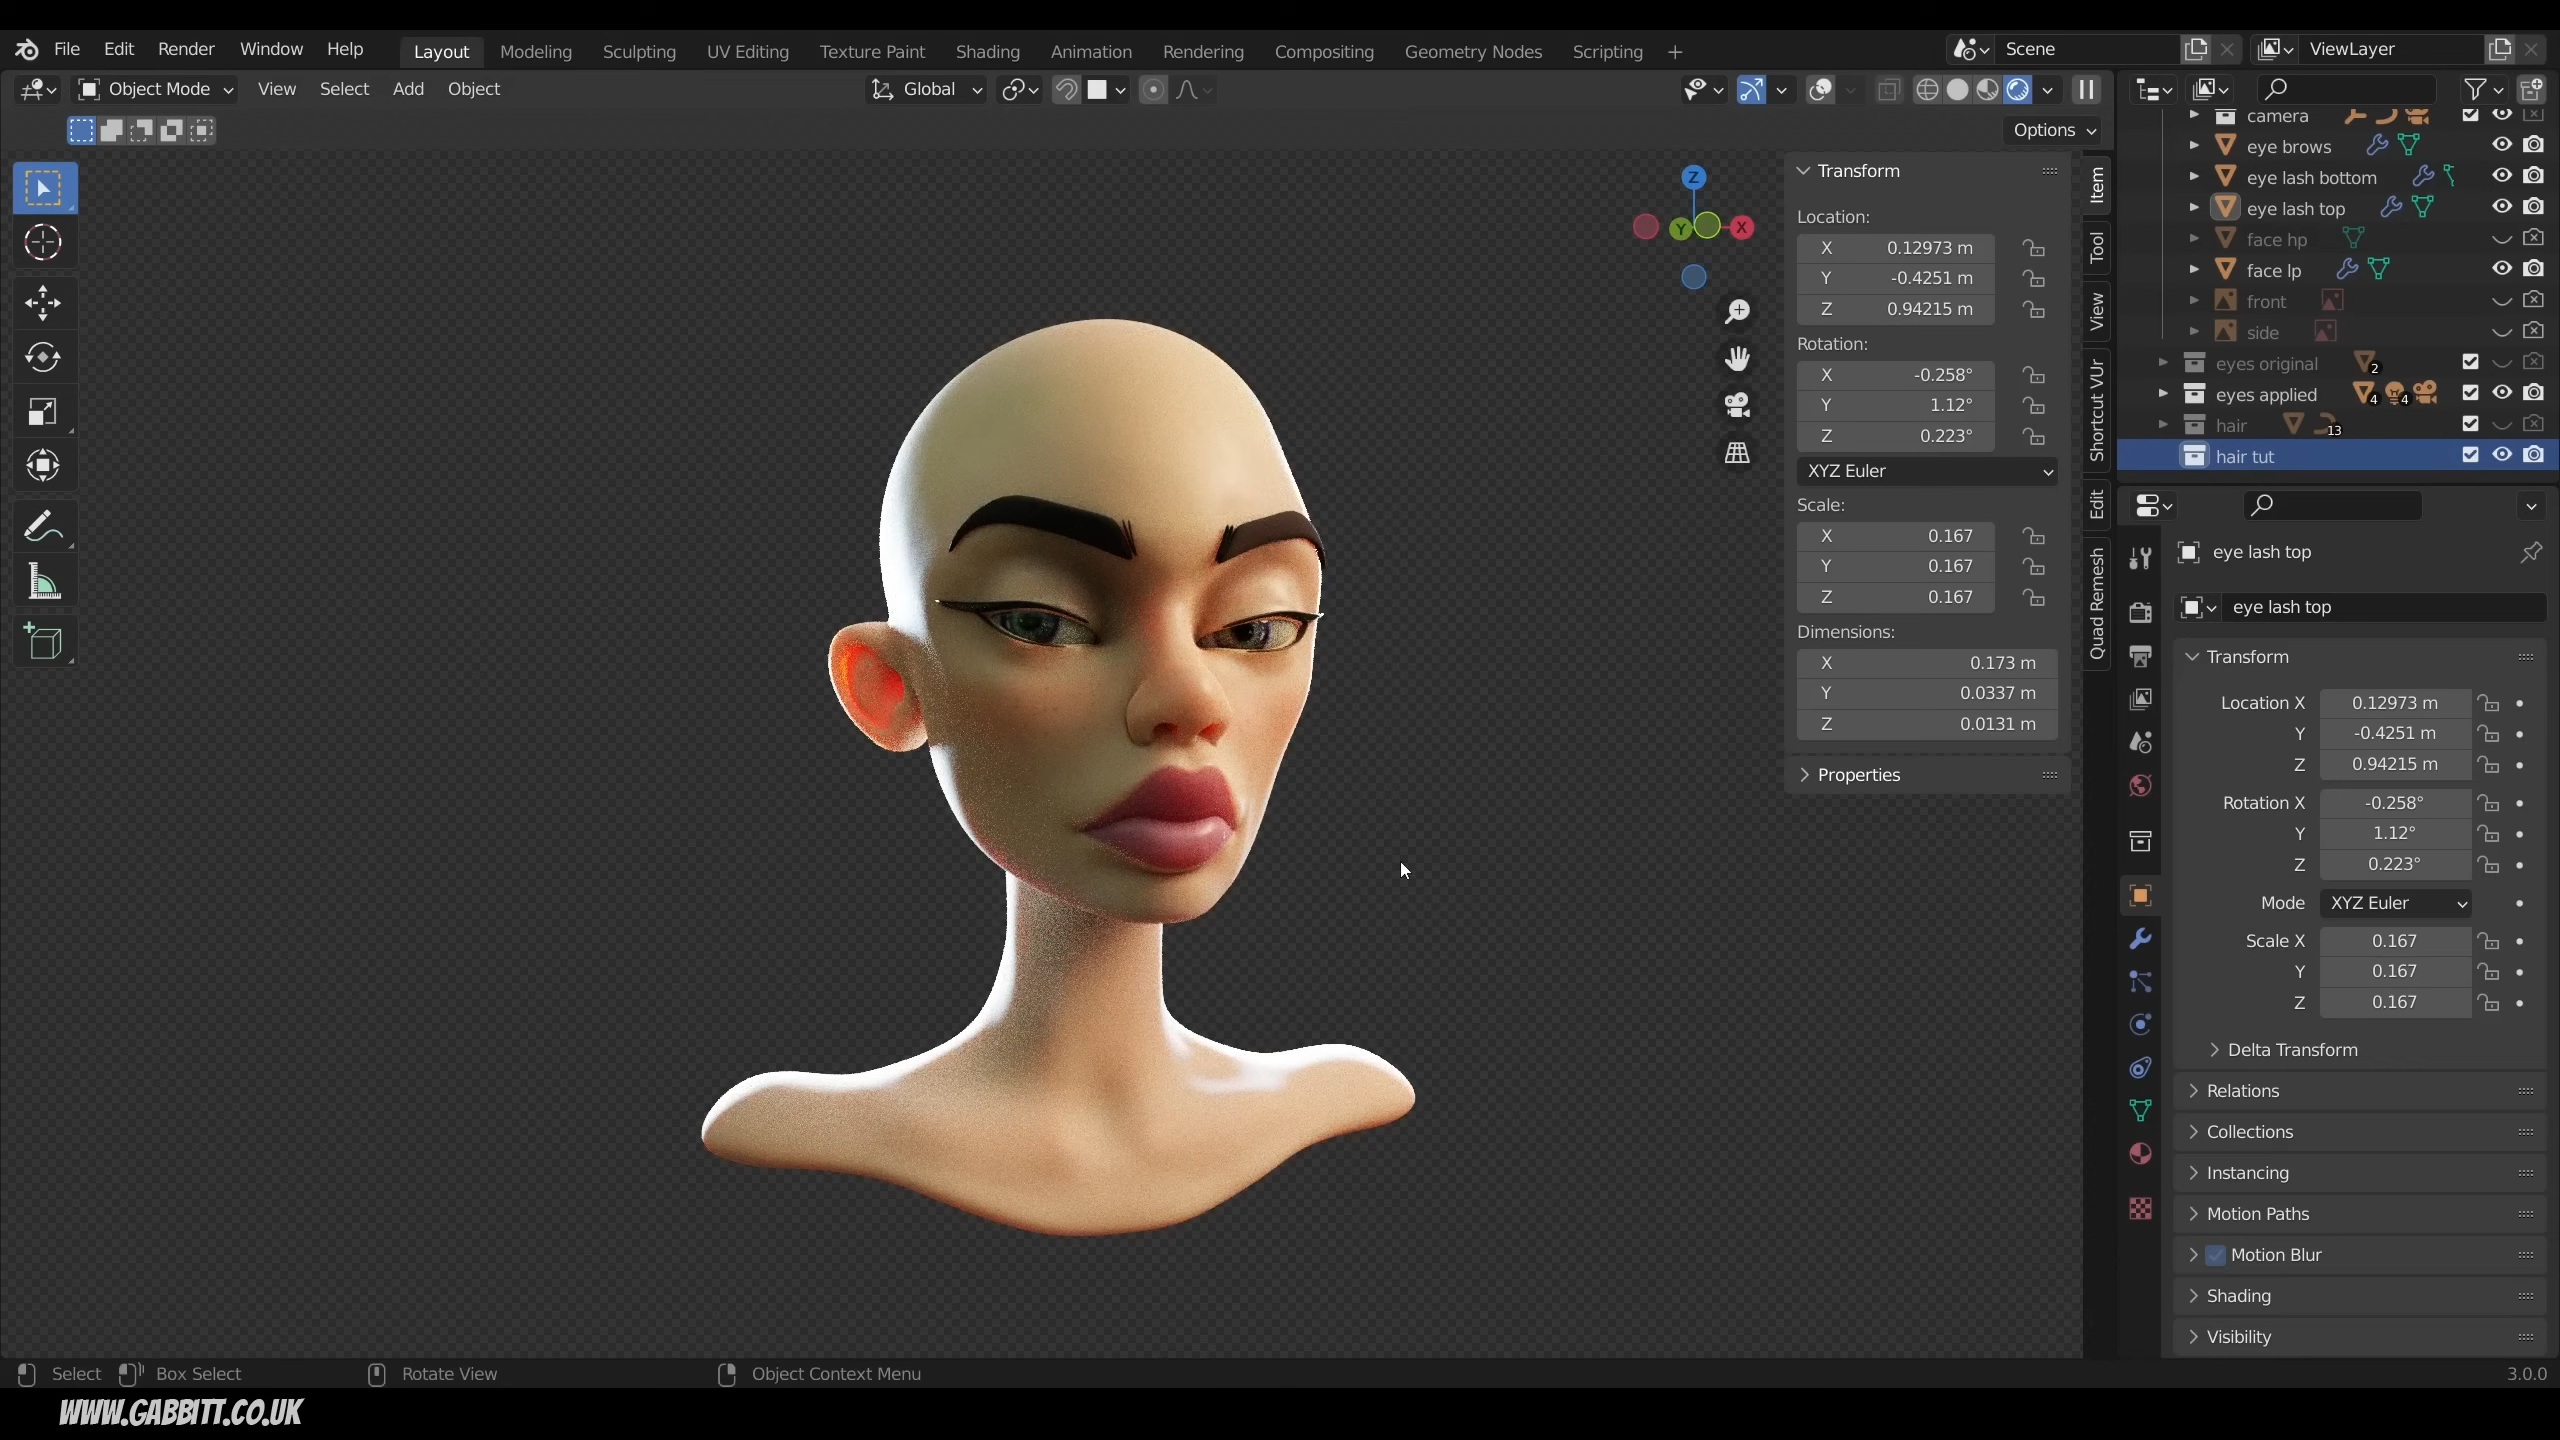 File Edit Render Window Help Layout Modeling Sculpting UV Editing Texture Paint Shading Animation Rendering Compositing Geometry Nodes Scripting + Scene ViewLayer
Object Mode View Select Add Object Global
Options
camera
eye brows
eye lash bottom
eye lash top
face hp
face lp
front
side
eyes original 2
eyes applied 4 4
hair 13
hair tut
Z
Y
X
Transform
Location:
X 0.12973 m
Y -0.4251 m
Z 0.94215 m
Rotation:
X -0.258°
Y 1.12°
Z 0.223°
XYZ Euler
Scale:
X 0.167
Y 0.167
Z 0.167
Dimensions:
X 0.173 m
Y 0.0337 m
Z 0.0131 m
Properties
Item
Tool
View
Shortcut VUr
Edit
Quad Remesh
eye lash top
eye lash top
Transform
Location X 0.12973 m
Y -0.4251 m
Z 0.94215 m
Rotation X -0.258°
Y 1.12°
Z 0.223°
Mode XYZ Euler
Scale X 0.167
Y 0.167
Z 0.167
Delta Transform
Relations
Collections
Instancing
Motion Paths
Motion Blur
Shading
Visibility
Select Box Select Rotate View Object Context Menu 3.0.0
WWW.GABBITT.CO.UK